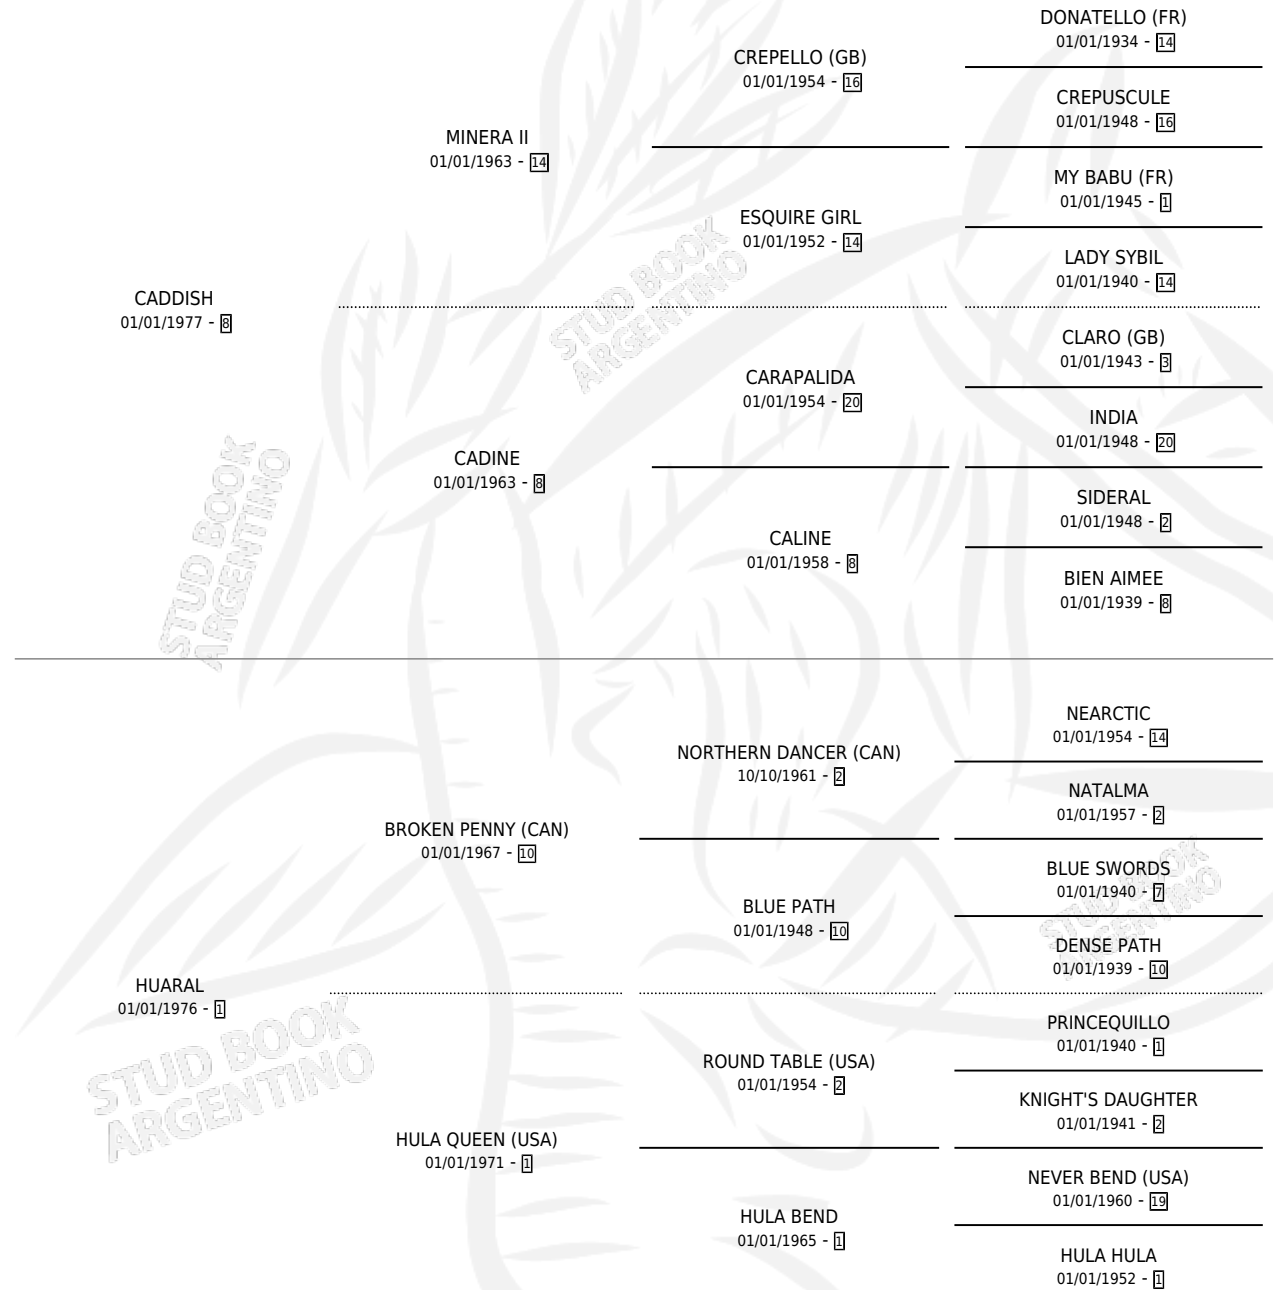 DONATELLO (FR)
01/01/1934 - 14
CREPELLO (GB)
01/01/1954 - 16
CREPUSCULE
01/01/1948 - 16
MINERA II
01/01/1963 - 14
MY BABU (FR)
01/01/1945 - 1
ESQUIRE GIRL
01/01/1952 - 14
LADY SYBIL
01/01/1940 - 14
CADDISH
01/01/1977 - 8
STUD BOOK
ARGENTINO
CLARO (GB)
01/01/1943 - 3
CARAPALIDA
01/01/1954 - 20
INDIA
01/01/1948 - 20
CADINE
01/01/1963 - 8
SIDERAL
01/01/1948 - 2
CALINE
01/01/1958 - 8
BIEN AIMEE
01/01/1939 - 8
STUD BOOK
ARGENTINO
NEARCTIC
01/01/1954 - 14
NORTHERN DANCER (CAN)
10/10/1961 - 2
NATALMA
01/01/1957 - 2
BROKEN PENNY (CAN)
01/01/1967 - 10
BLUE SWORDS
01/01/1940 - 7
BLUE PATH
01/01/1948 - 10
STUD BOOK
ARGENTINO
DENSE PATH
01/01/1939 - 10
HUARAL
01/01/1976 - 1
STUD BOOK
ARGENTINO
PRINCEQUILLO
01/01/1940 - 1
ROUND TABLE (USA)
01/01/1954 - 2
KNIGHT'S DAUGHTER
01/01/1941 - 2
HULA QUEEN (USA)
01/01/1971 - 1
NEVER BEND (USA)
01/01/1960 - 19
HULA BEND
01/01/1965 - 1
HULA HULA
01/01/1952 - 1